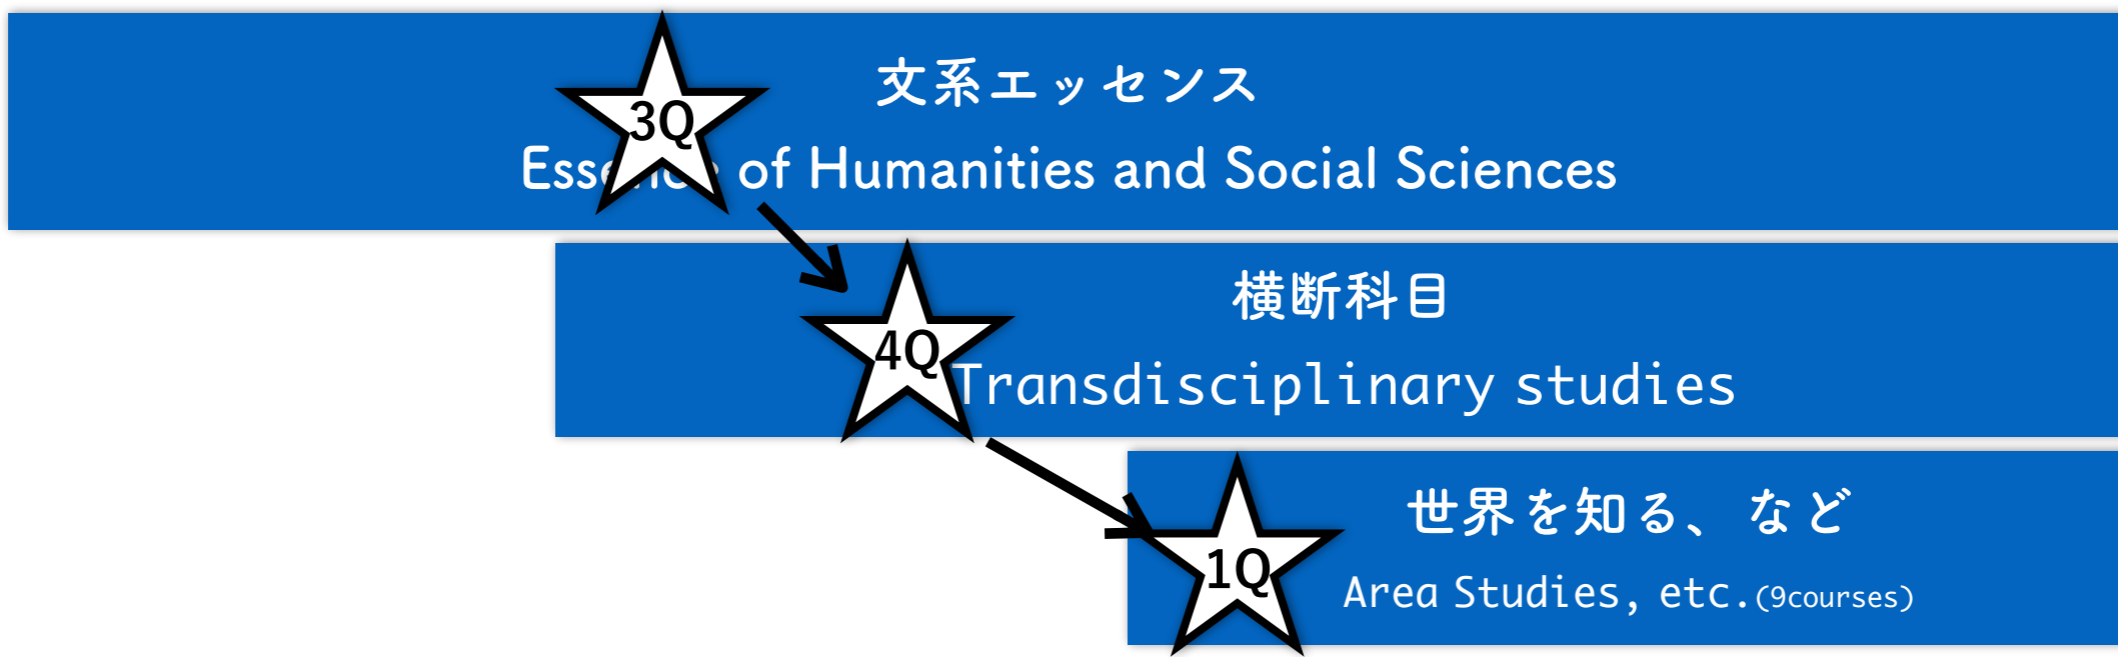 文系エッセンス
3Q
Essence of Humanities and Social Sciences
横断科目
4Q
Transdisciplinary studies
世界を知る、など
1Q
Area Studies, etc.(9courses)